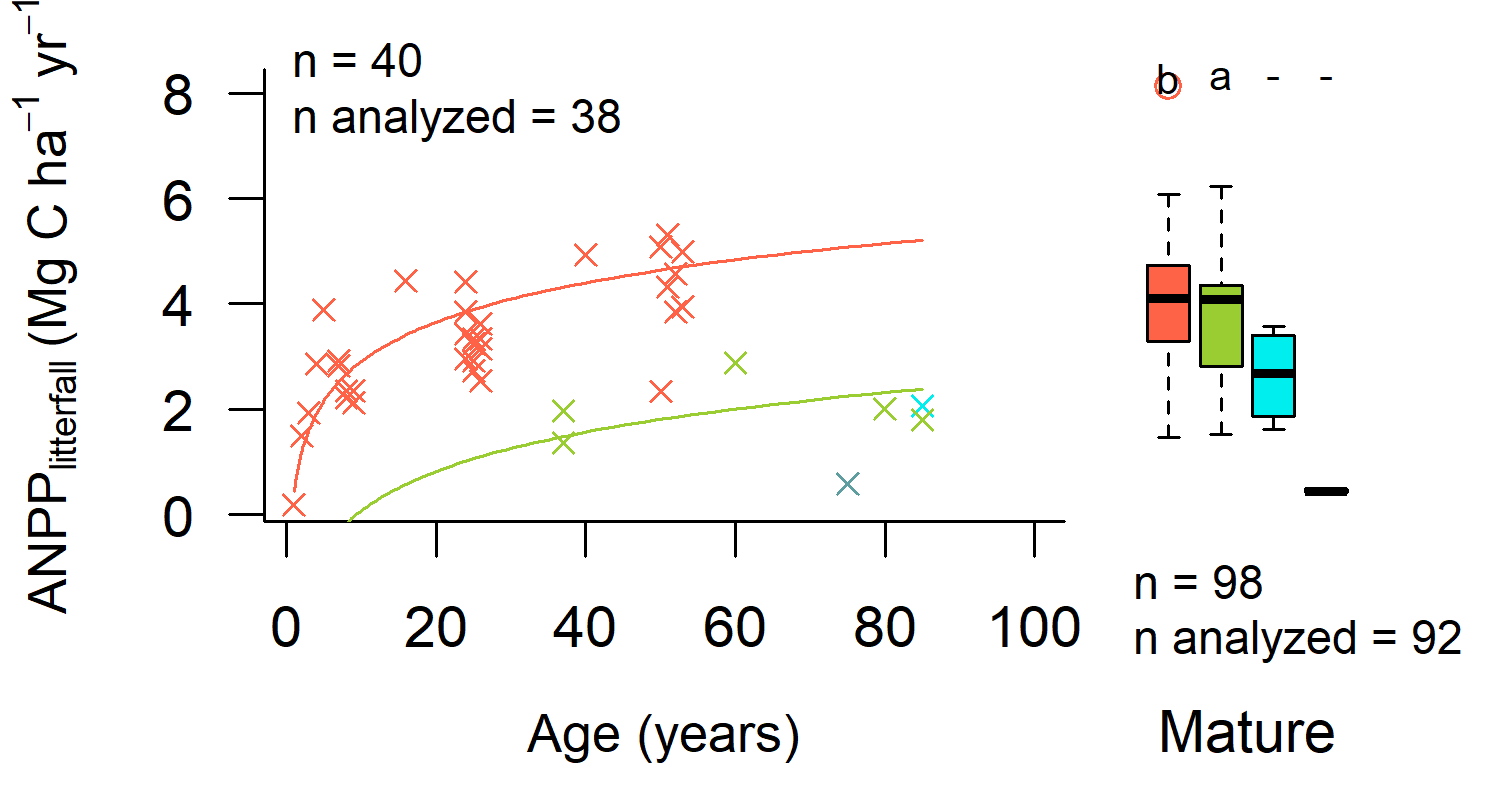 n = 40
n analyzed = 38
ANPPlitterfall (Mg C ha−1 yr−1
8
6
4
2
0
0 20 40 60 80 100
Age (years)
b a - -
n = 98
n analyzed = 92
Mature